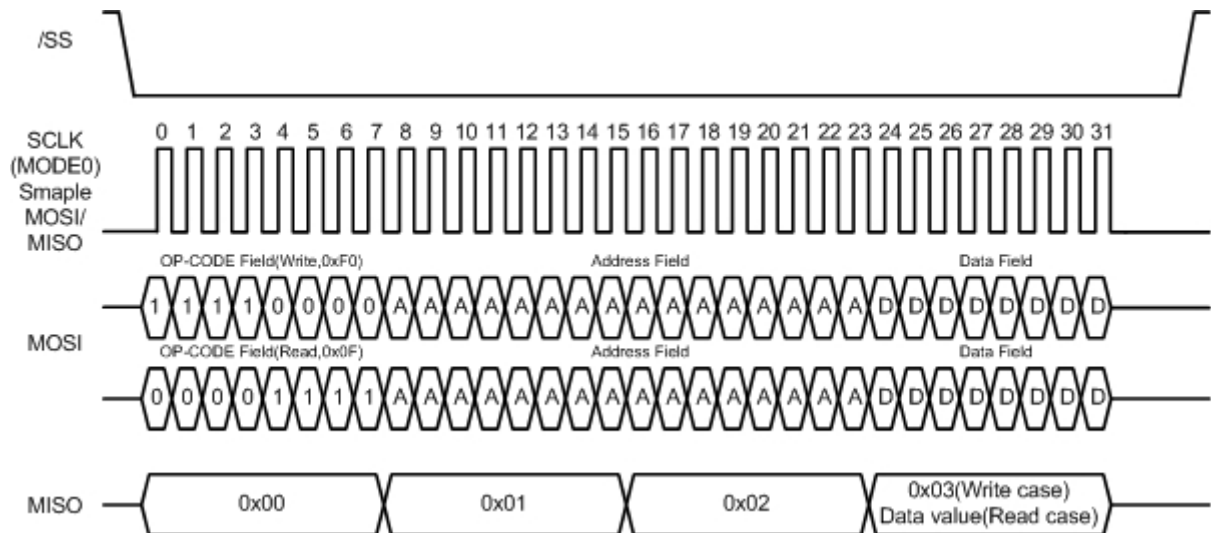 /SS
0 1 2 3 4 5 6 7 8 9 10 11 12 13 14 15 16 17 18 19 20 21 22 23 24 25 26 27 28 29 30 31
SCLK
(MODE0)
Smaple
MOSI/
MISO
OP-CODE Field(Write,0xF0) Address Field Data Field
1 1 1 1 0 0 0 0 A A A A A A A A A A A A A A A A D D D D D D D D
MOSI
OP-CODE Field(Read,0x0F) Address Field Data Field
0 0 0 0 1 1 1 1 A A A A A A A A A A A A A A A A D D D D D D D D
MISO 0x00 0x01 0x02 0x03(Write case)
Data value(Read case)